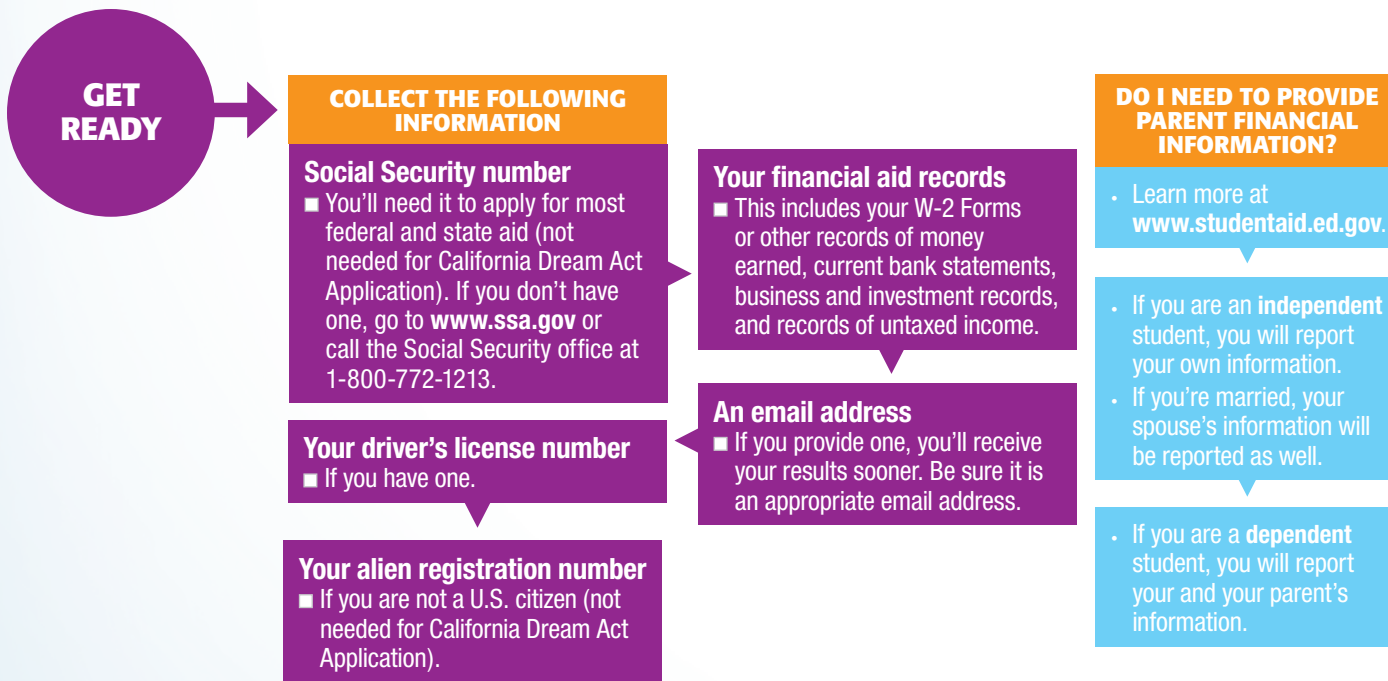 GET
READY
COLLECT THE FOLLOWING
INFORMATION
Social Security number
You'll need it to apply for most
federal and state aid (not
needed for California Dream Act
Application). If you don't have
one, go to www.ssa.gov or
call the Social Security office at
1-800-772-1213.
Your financial aid records
This includes your W-2 Forms
or other records of money
earned, current bank statements,
business and investment records,
and records of untaxed income.
An email address
If you provide one, you'll receive
your results sooner. Be sure it is
an appropriate email address.
Your driver's license number
If you have one.
Your alien registration number
If you are not a U.S. citizen (not
needed for California Dream Act
Application).
DO I NEED TO PROVIDE
PARENT FINANCIAL
INFORMATION?
• Learn more at
www.studentaid.ed.gov.
• If you are an independent
student, you will report
your own information.
• If you're married, your
spouse's information will
be reported as well.
• If you are a dependent
student, you will report
your and your parent's
information.